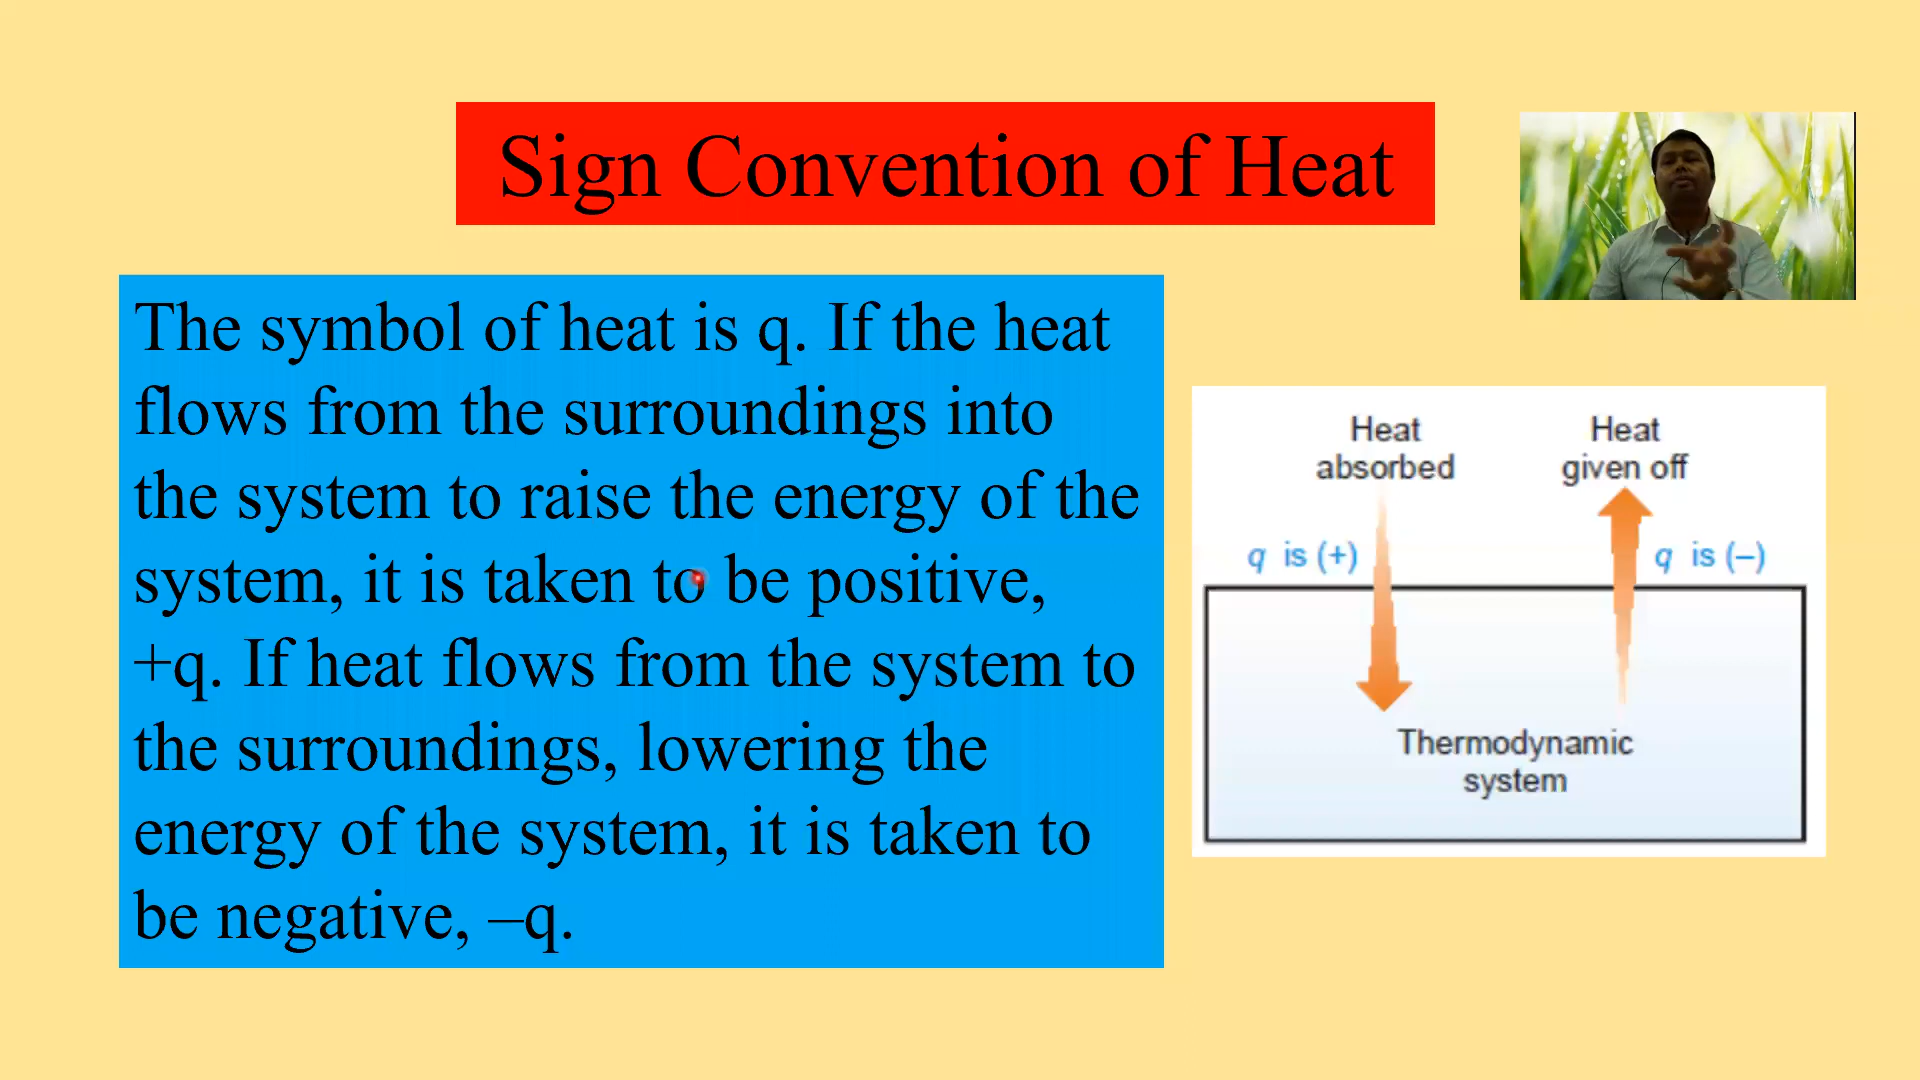 Sign Convention of Heat
The symbol of heat is q. If the heat
flows from the surroundings into
the system to raise the energy of the
system, it is taken to be positive,
+q. If heat flows from the system to
the surroundings, lowering the
energy of the system, it is taken to
be negative, –q.
Heat
absorbed
Heat
given off
q is (+)
q is (–)
Thermodynamic
system